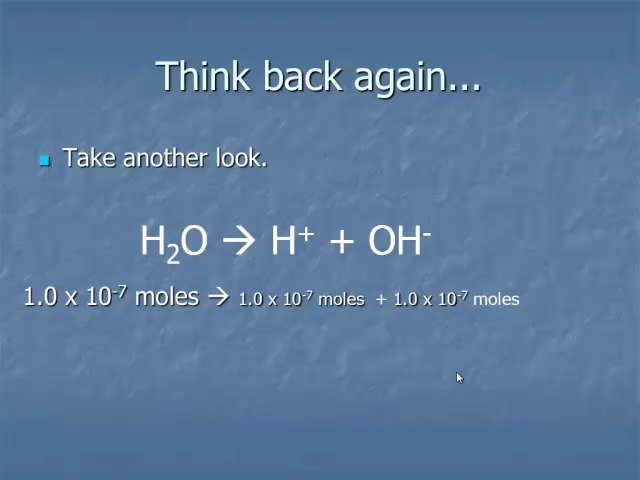 Think back again...
Take another look.
H₂O → H⁺ + OH⁻
1.0 x 10⁻⁷ moles → 1.0 x 10⁻⁷ moles + 1.0 x 10⁻⁷ moles